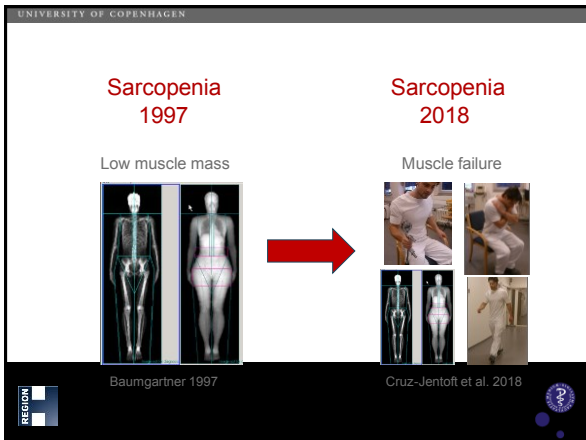 UNIVERSITY OF COPENHAGEN
Sarcopenia
1997
Sarcopenia
2018
Low muscle mass
Muscle failure
Baumgartner 1997
Cruz-Jentoft et al. 2018
REGION
H